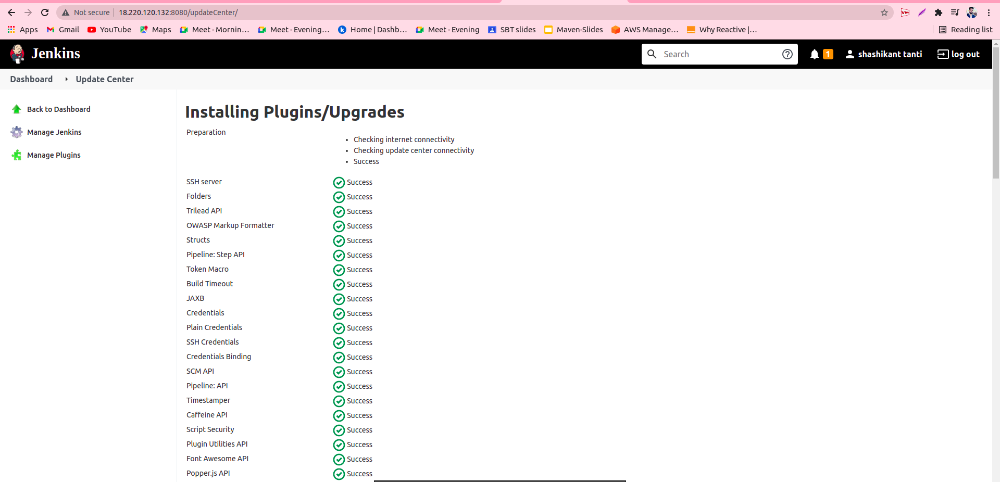 Not secure | 18.220.120.132:8080/updateCenter/
Apps Gmail YouTube Maps Meet - Mornin... Meet - Evening... Home | Dashb... Meet - Evening SBT slides Maven-Slides AWS Manage... Why Reactive |... Reading list
Jenkins Search 1 shashikant tanti log out
Dashboard Update Center
Back to Dashboard
Manage Jenkins
Manage Plugins
Installing Plugins/Upgrades
Preparation
• Checking internet connectivity
• Checking update center connectivity
• Success
SSH server Success
Folders Success
Trilead API Success
OWASP Markup Formatter Success
Structs Success
Pipeline: Step API Success
Token Macro Success
Build Timeout Success
JAXB Success
Credentials Success
Plain Credentials Success
SSH Credentials Success
Credentials Binding Success
SCM API Success
Pipeline: API Success
Timestamper Success
Caffeine API Success
Script Security Success
Plugin Utilities API Success
Font Awesome API Success
Popper.js API Success